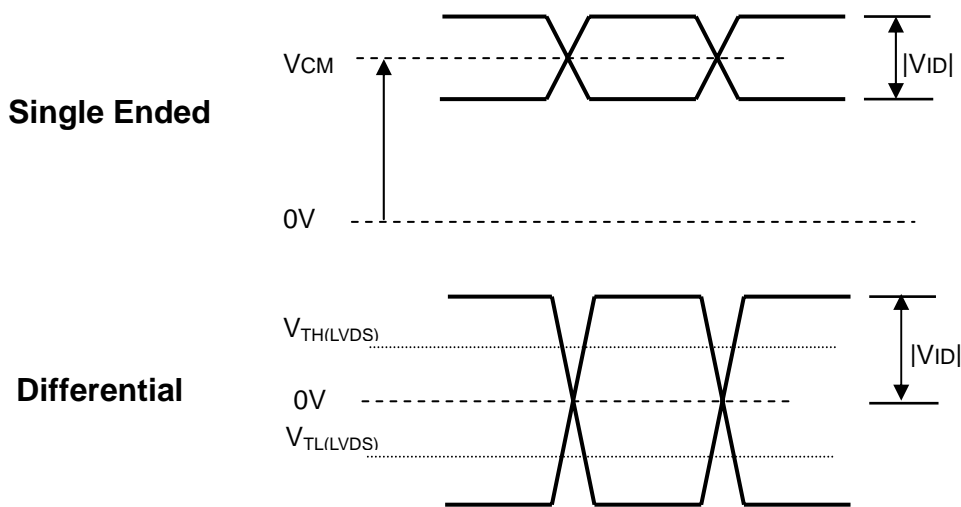 VCM
|VID|
Single Ended
0V
VTH(LVDS)
|VID|
Differential
0V
VTL(LVDS)